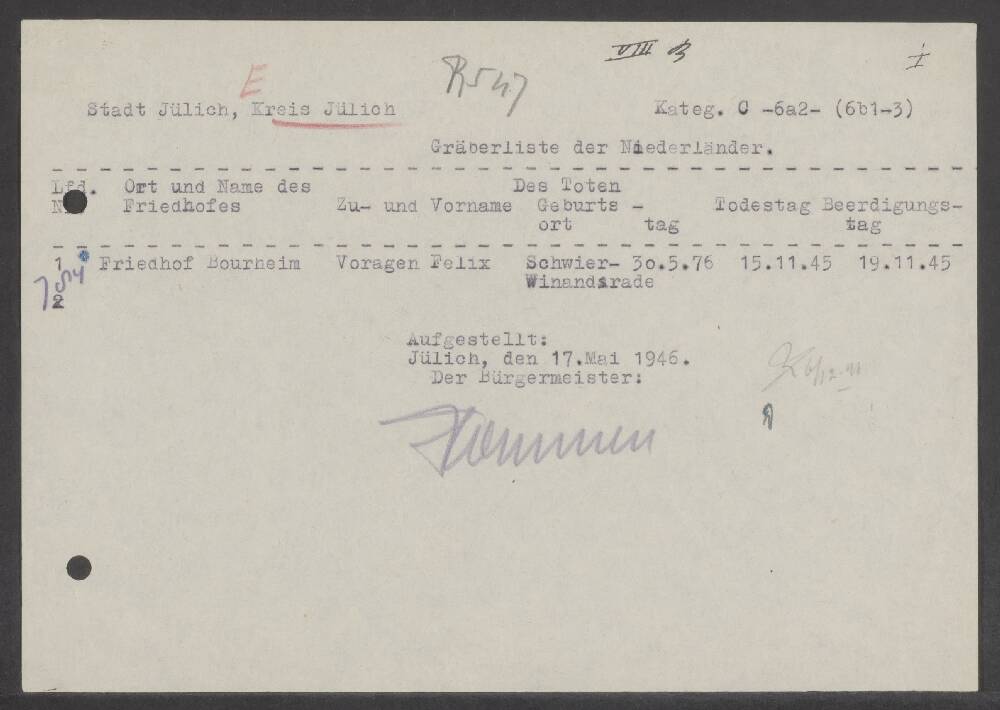 VIII B I
E
Stadt Jülich, Kreis Jülich Kateg. C -6a2- (6b1-3)
Gräberliste der Niederländer.
Lfd. Ort und Name des Des Toten
Friedhofes Zu- und Vorname Geburts - Todestag Beerdigungs-
ort tag tag
1 Friedhof Bourheim Voragen Felix Schwier- 30.5.76 15.11.45 19.11.45
2 Winandsrade
Aufgestellt:
Jülich, den 17.Mai 1946.
Der Bürgermeister: